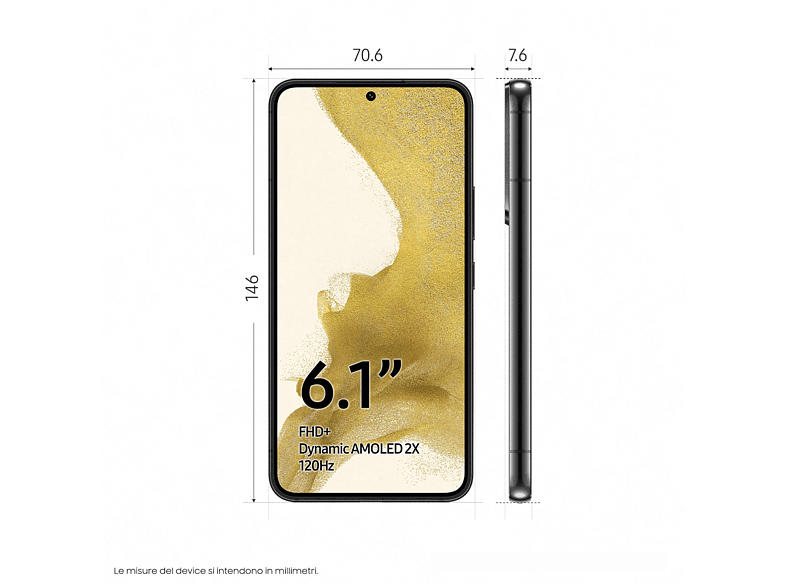 70.6
7.6
146
6.1”
FHD+
Dynamic AMOLED 2X
120Hz
Le misure del device si intendono in millimetri.